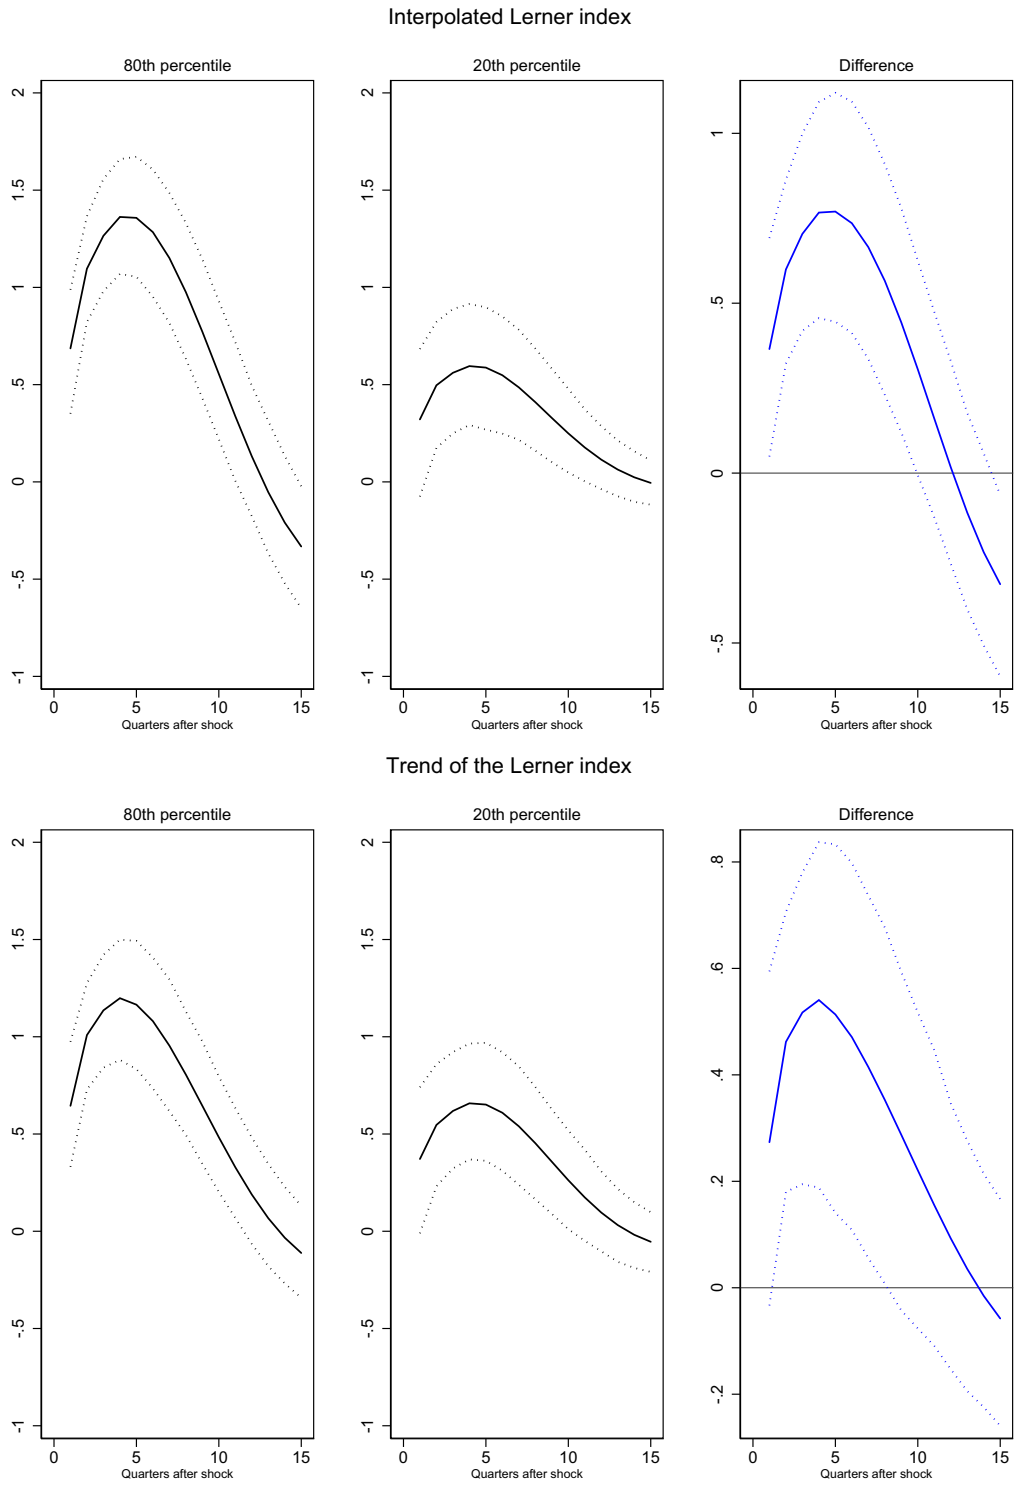 Interpolated Lerner index
80th percentile
20th percentile
Difference
2
1.5
1
.5
0
-.5
-1
2
1.5
1
.5
0
-.5
-1
1
.5
0
-.5
0 5 10 15
0 5 10 15
0 5 10 15
Quarters after shock
Quarters after shock
Quarters after shock
Trend of the Lerner index
80th percentile
20th percentile
Difference
2
1.5
1
.5
0
-.5
-1
2
1.5
1
.5
0
-.5
-1
.8
.6
.4
.2
0
-.2
0 5 10 15
0 5 10 15
0 5 10 15
Quarters after shock
Quarters after shock
Quarters after shock